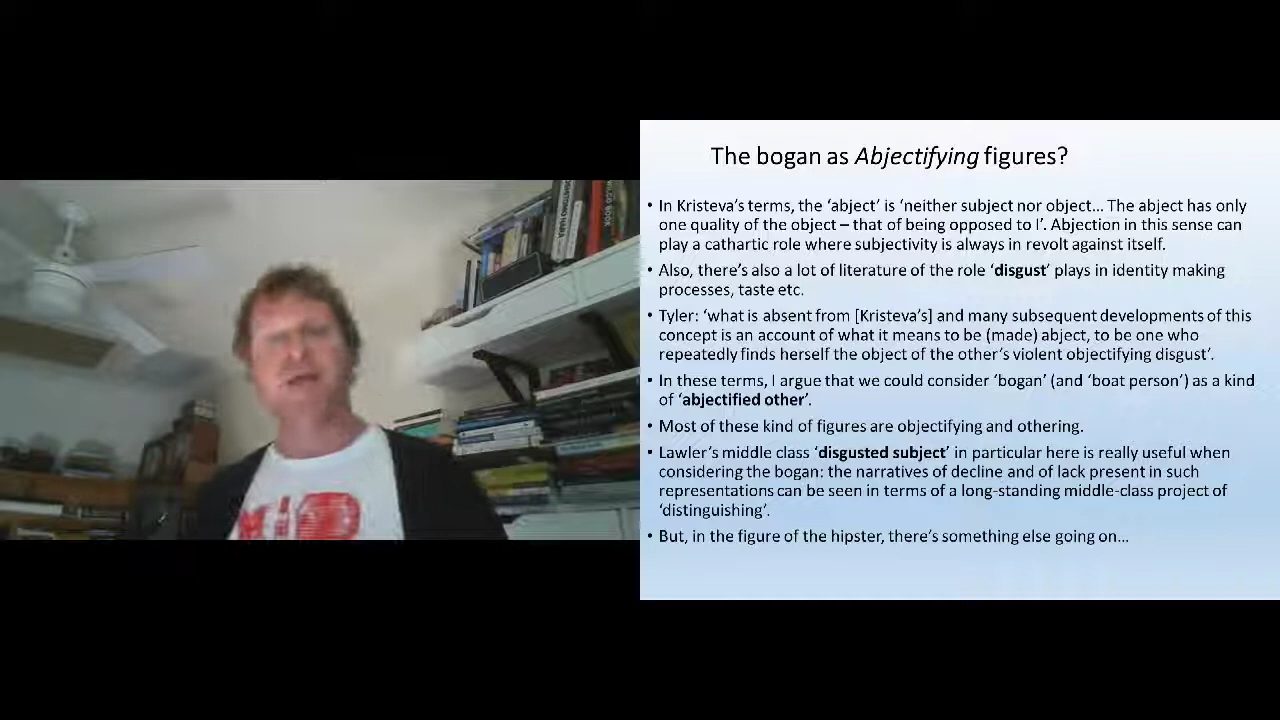 The bogan as Abjectifying figures?
• In Kristeva's terms, the 'abject' is 'neither subject nor object... The abject has only
one quality of the object – that of being opposed to I'. Abjection in this sense can
play a cathartic role where subjectivity is always in revolt against itself.
• Also, there's also a lot of literature of the role 'disgust' plays in identity making
processes, taste etc.
• Tyler: 'what is absent from [Kristeva's] and many subsequent developments of this
concept is an account of what it means to be (made) abject, to be one who
repeatedly finds herself the object of the other's violent objectifying disgust'.
• In these terms, I argue that we could consider 'bogan' (and 'boat person') as a kind
of 'abjectified other'.
• Most of these kind of figures are objectifying and othering.
• Lawler's middle class 'disgusted subject' in particular here is really useful when
considering the bogan: the narratives of decline and of lack present in such
representations can be seen in terms of a long-standing middle-class project of
'distinguishing'.
• But, in the figure of the hipster, there's something else going on...